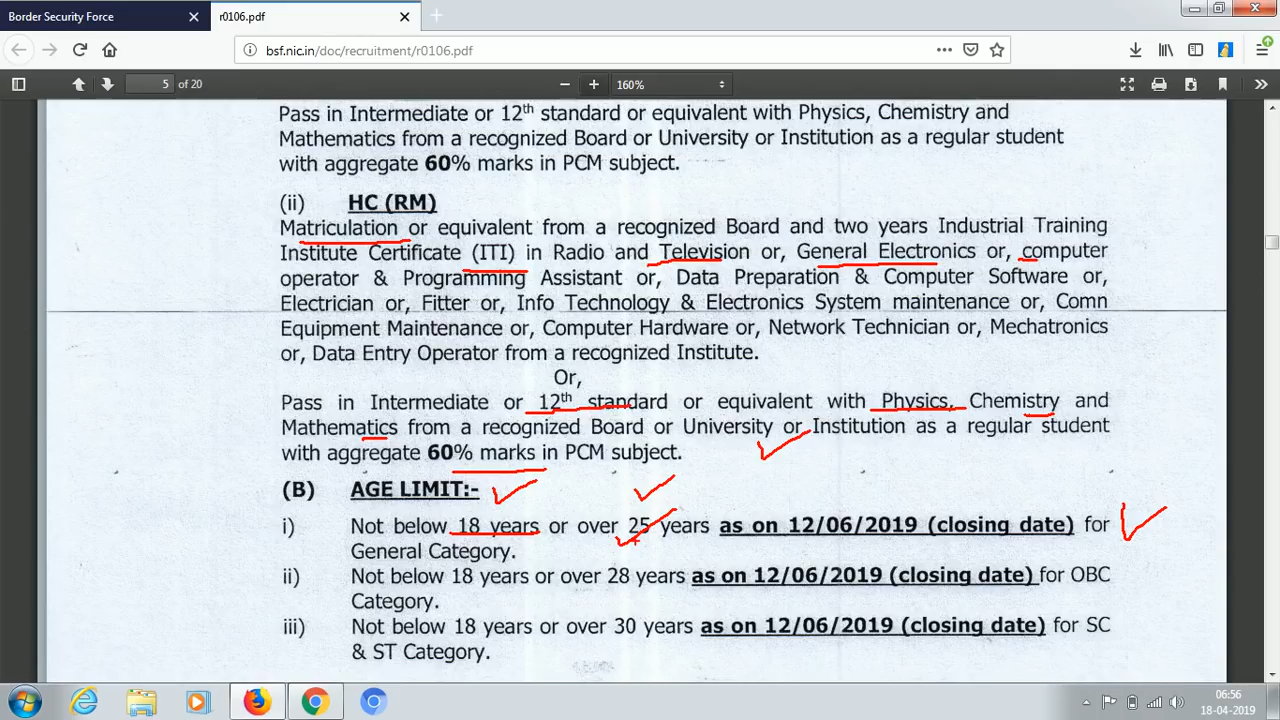 Border Security Force
r0106.pdf
bsf.nic.in/doc/recruitment/r0106.pdf
5 of 20
160%
Pass in Intermediate or 12th standard or equivalent with Physics, Chemistry and
Mathematics from a recognized Board or University or Institution as a regular student
with aggregate 60% marks in PCM subject.
(ii) HC (RM)
Matriculation or equivalent from a recognized Board and two years Industrial Training
Institute Certificate (ITI) in Radio and Television or, General Electronics or, computer
operator & Programming Assistant or, Data Preparation & Computer Software or,
Electrician or, Fitter or, Info Technology & Electronics System maintenance or, Comn
Equipment Maintenance or, Computer Hardware or, Network Technician or, Mechatronics
or, Data Entry Operator from a recognized Institute.
Or,
Pass in Intermediate or 12th standard or equivalent with Physics, Chemistry and
Mathematics from a recognized Board or University or Institution as a regular student
with aggregate 60% marks in PCM subject.
(B) AGE LIMIT:-
i) Not below 18 years or over 25 years as on 12/06/2019 (closing date) for
General Category.
ii) Not below 18 years or over 28 years as on 12/06/2019 (closing date) for OBC
Category.
iii) Not below 18 years or over 30 years as on 12/06/2019 (closing date) for SC
& ST Category.
06:56
18-04-2019